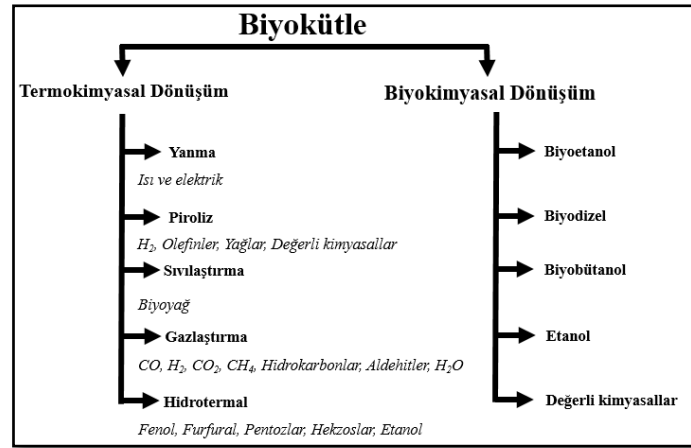 Biyokütle
Termokimyasal Dönüşüm
Yanma
Isı ve elektrik
Piroliz
H₂, Olefinler, Yağlar, Değerli kimyasallar
Sıvılaştırma
Biyoyağ
Gazlaştırma
CO, H₂, CO₂, CH₄, Hidrokarbonlar, Aldehitler, H₂O
Hidrotermal
Fenol, Furfural, Pentozlar, Hekzoslar, Etanol
Biyokimyasal Dönüşüm
Biyoetanol
Biyodizel
Biyobütanol
Etanol
Değerli kimyasallar